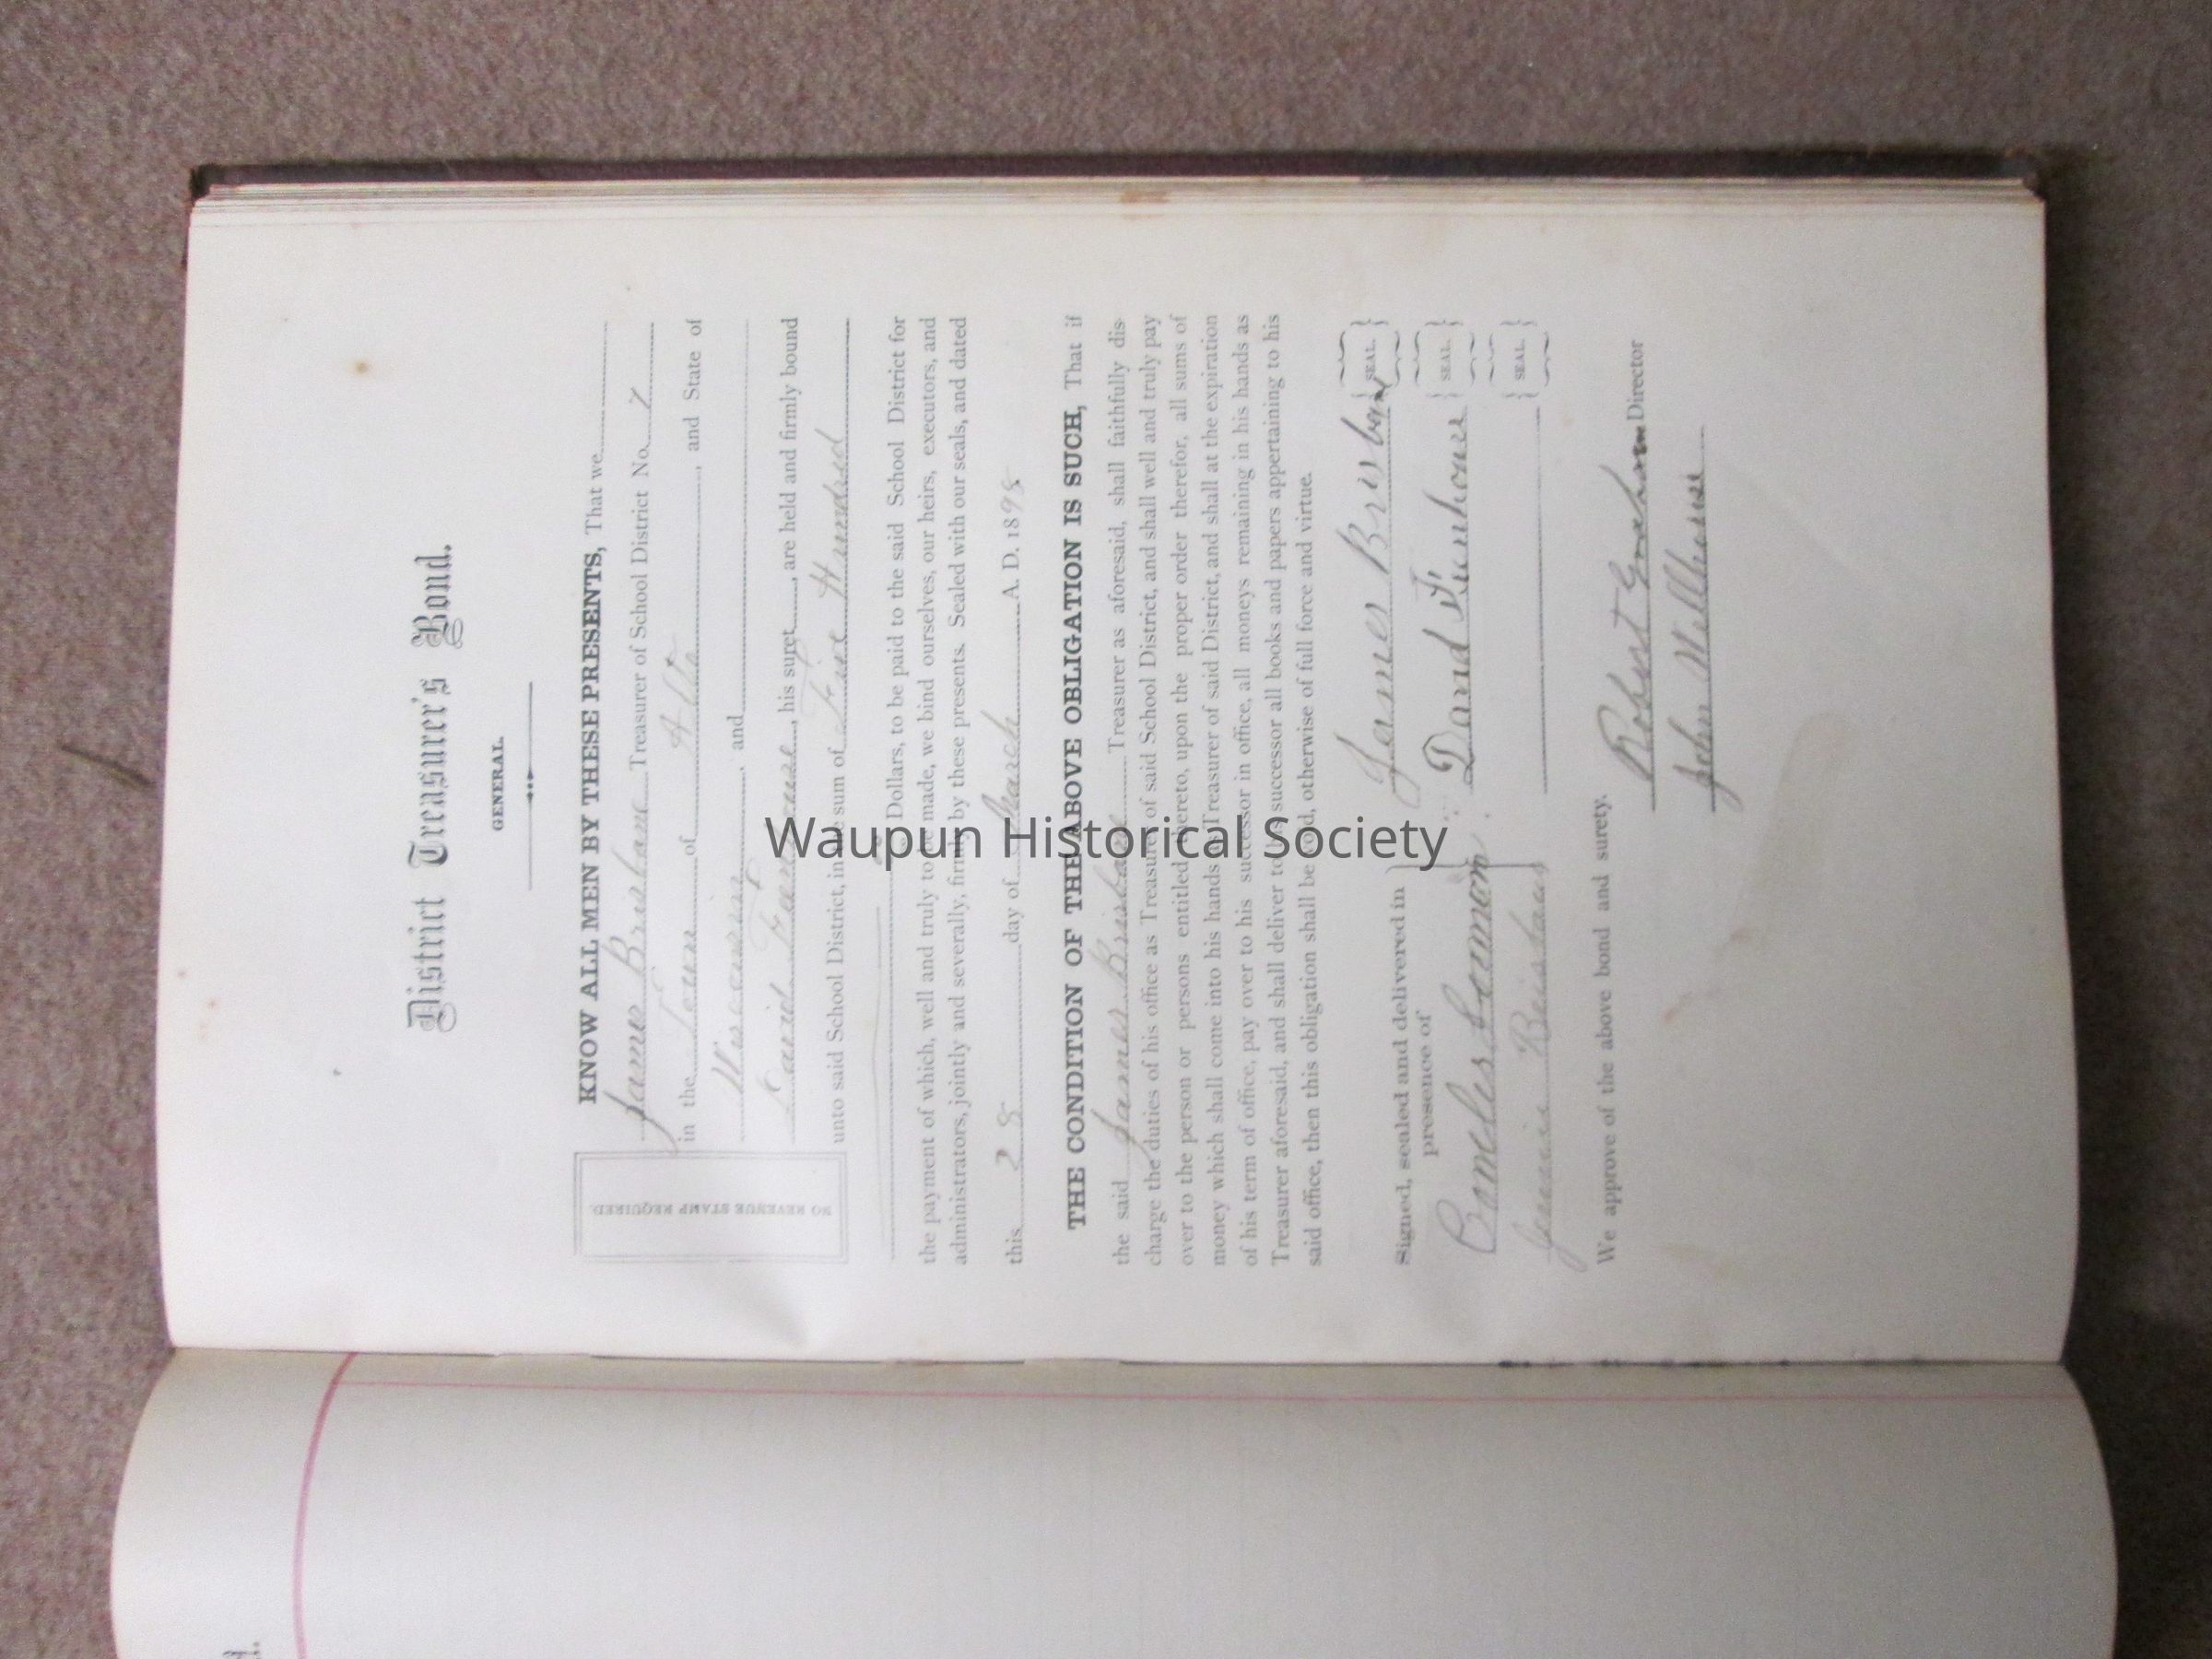 District Treasurer's Bond.
GENERAL.
NO REVENUE STAMP REQUIRED.
KNOW ALL MEN BY THESE PRESENTS, That we
James Brisbane Treasurer of School District No. 7
in the Town of Alto, and State of
Wisconsin, and
David Fauehouse, his suret, are held and firmly bound
unto said School District, in the sum of Five Hundred
Dollars, to be paid to the said School District for
the payment of which, well and truly to be made, we bind ourselves, our heirs, executors, and
administrators, jointly and severally, firmly by these presents. Sealed with our seals, and dated
this 28 day of March A. D. 1898
THE CONDITION OF THE ABOVE OBLIGATION IS SUCH, That if
the said James Brisbane Treasurer as aforesaid, shall faithfully dis-
charge the duties of his office as Treasurer of said School District, and shall well and truly pay
over to the person or persons entitled thereto, upon the proper order therefor, all sums of
money which shall come into his hands as Treasurer of said District, and shall at the expiration
of his term of office, pay over to his successor in office, all moneys remaining in his hands as
Treasurer aforesaid, and shall deliver to his successor all books and papers appertaining to his
said office, then this obligation shall be void, otherwise of full force and virtue.
Signed, sealed and delivered in
presence of
James Brisbane SEAL.
David SEAL.
SEAL.
Jennie
We approve of the above bond and surety.
Robert Graham Director
John
Waupun Historical Society